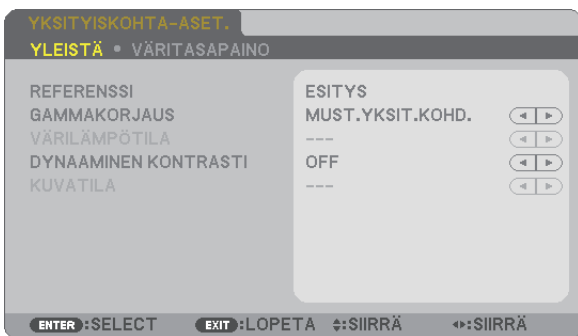 YKSITYISKOHTA-ASET.
YLEISTÄ • VÄRITASAPAINO
REFERENSSI ESITYS
GAMMAKORJAUS MUST.YKSIT.KOHD.
VÄRILÄMPÖTILA ---
DYNAAMINEN KONTRASTI OFF
KUVATILA ---
ENTER :SELECT EXIT :LOPETA :SIIRRÄ :SIIRRÄ